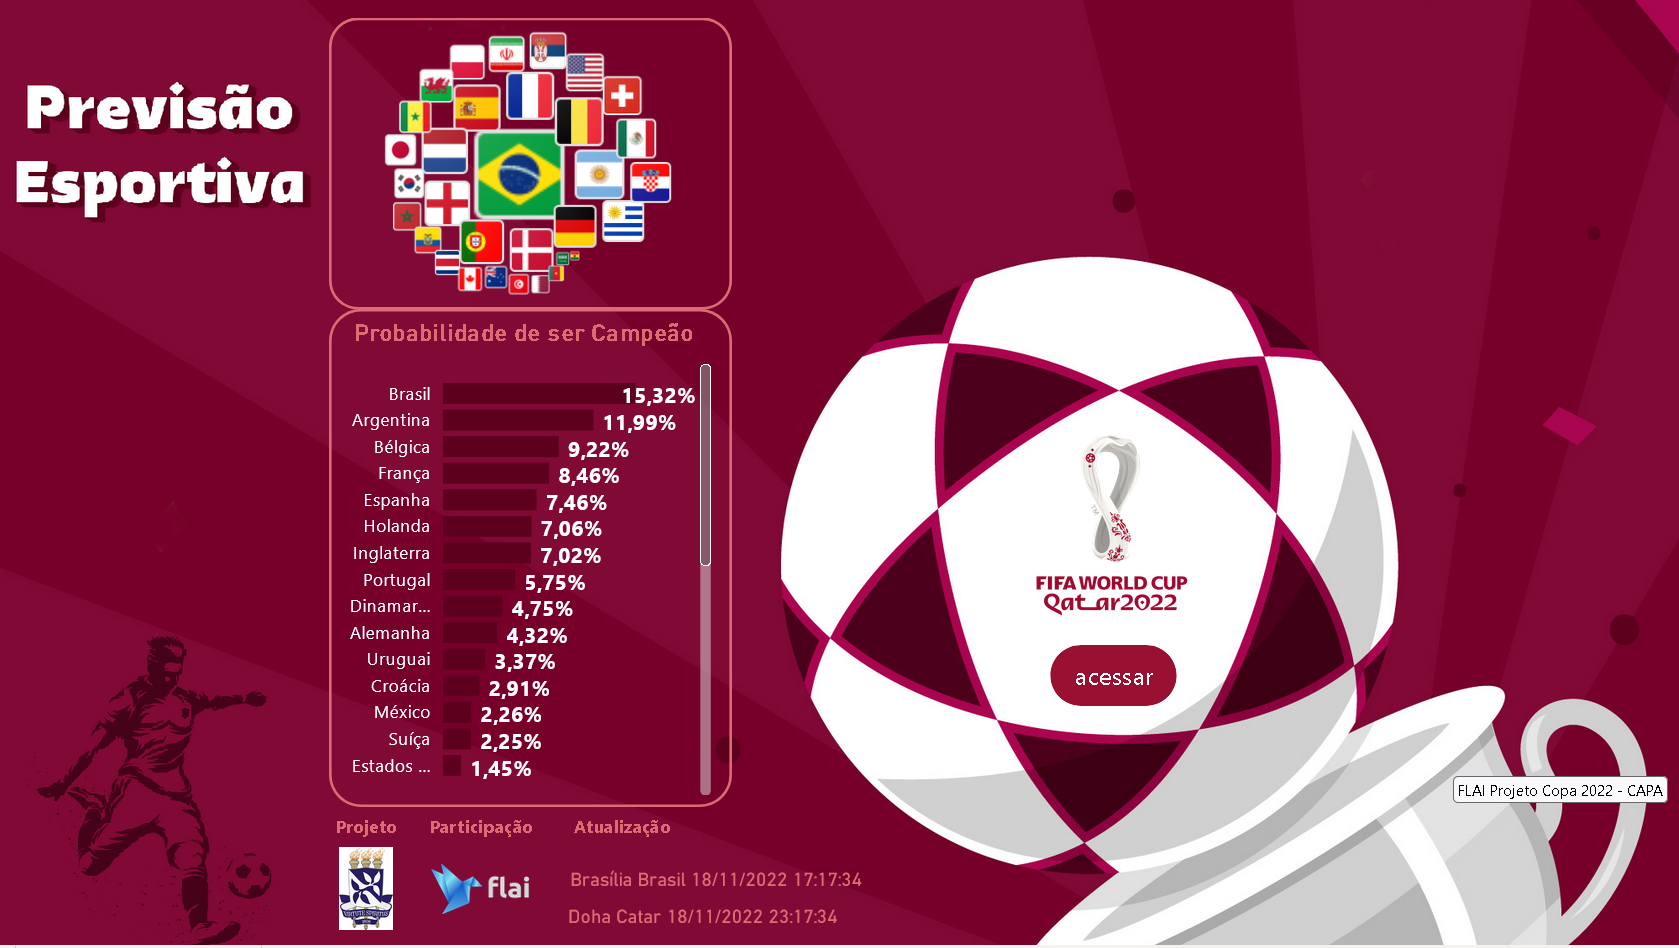 Previsão
Esportiva
Probabilidade de ser Campeão
Brasil 15,32%
Argentina 11,99%
Bélgica 9,22%
França 8,46%
Espanha 7,46%
Holanda 7,06%
Inglaterra 7,02%
Portugal 5,75%
Dinamar... 4,75%
Alemanha 4,32%
Uruguai 3,37%
Croácia 2,91%
México 2,26%
Suíça 2,25%
Estados ... 1,45%
Projeto Participação Atualização
VIRTUTE SPIRITUS
flai
Brasília Brasil 18/11/2022 17:17:34
Doha Catar 18/11/2022 23:17:34
TM
FIFA WORLD CUP
Qatar2022
acessar
FLAI Projeto Copa 2022 - CAPA